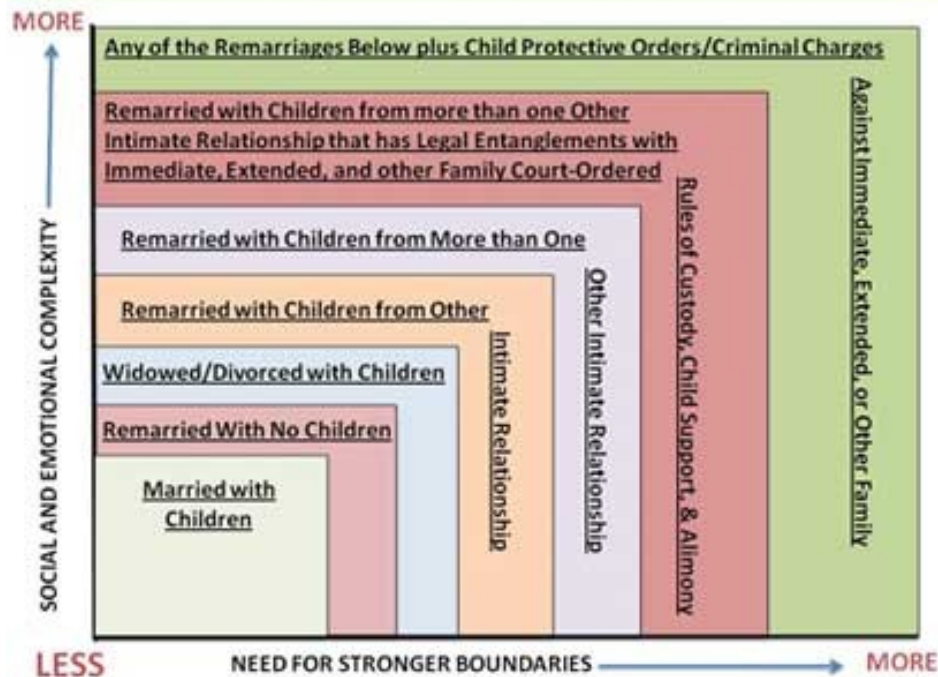 MORE
Any of the Remarriages Below plus Child Protective Orders/Criminal Charges
Against Immediate, Extended, or Other Family
Remarried with Children from more than one Other
Intimate Relationship that has Legal Entanglements with
Immediate, Extended, and other Family Court-Ordered
Rules of Custody, Child Support, & Alimony
Remarried with Children from More than One
Other Intimate Relationship
Remarried with Children from Other
Intimate Relationship
Widowed/Divorced with Children
Remarried With No Children
Married with
Children
SOCIAL AND EMOTIONAL COMPLEXITY
LESS
NEED FOR STRONGER BOUNDARIES
MORE